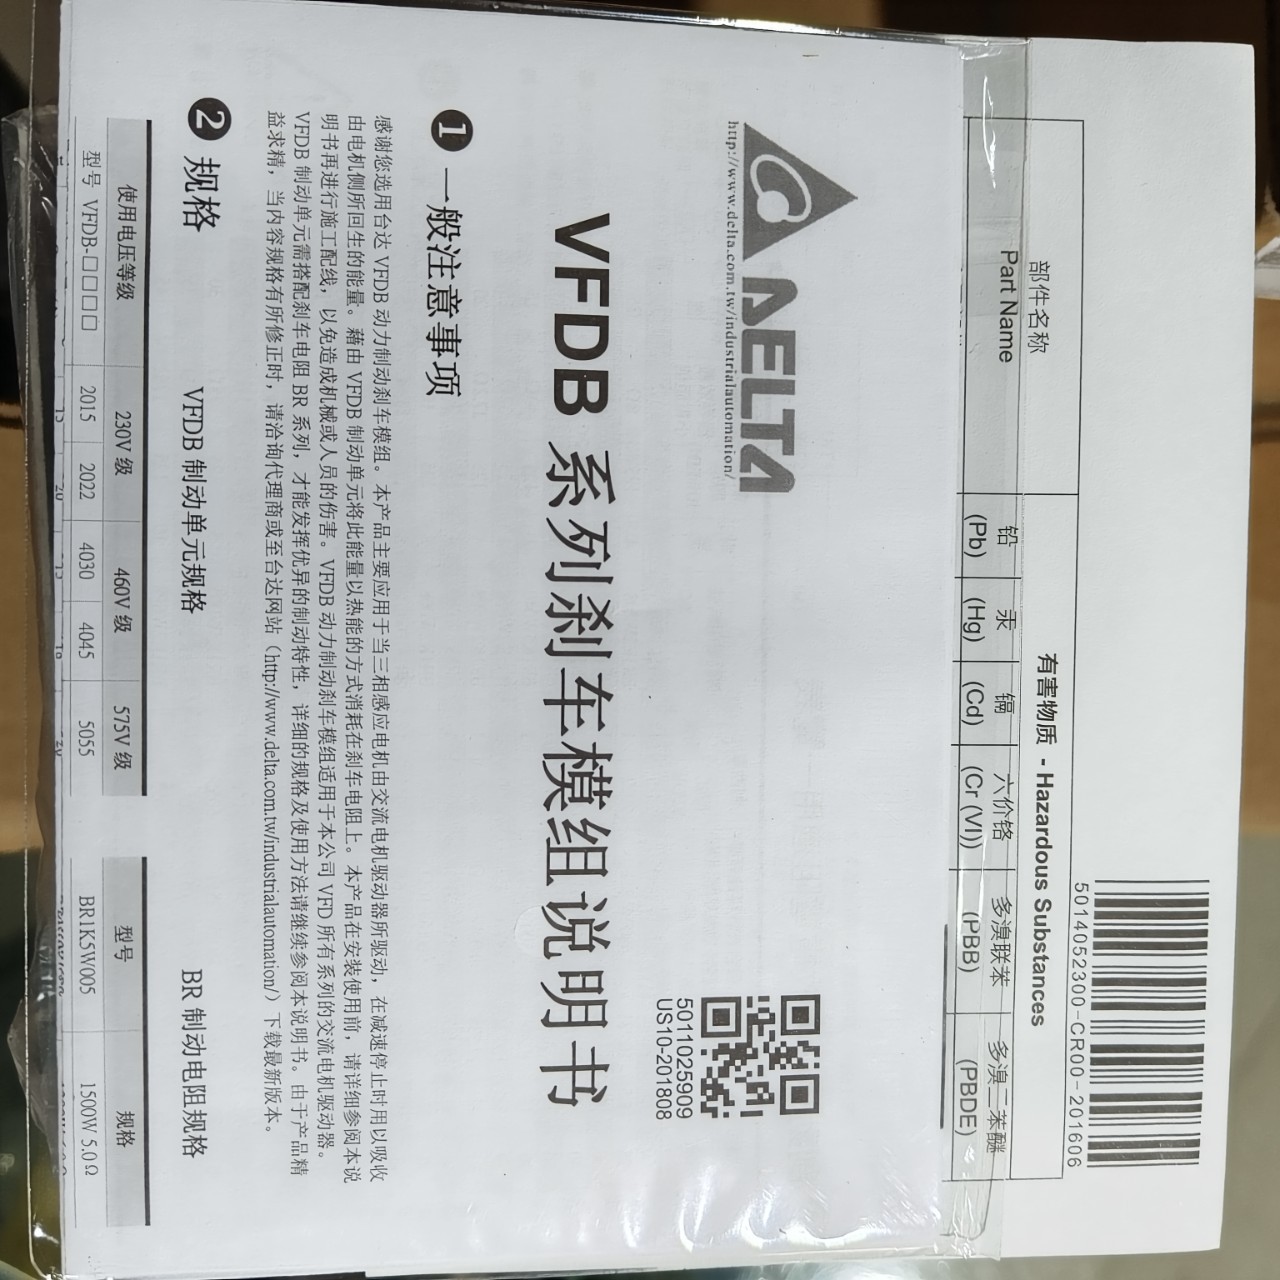 5014052300-CR000-201606
部件名称
Part Name
有害物质 - Hazardous Substances
铅
(Pb)
汞
(Hg)
镉
(Cd)
六价铬
(Cr (VI))
多溴联苯
(PBB)
多溴二苯醚
(PBDE)
DELTA
http://www.delta.com.tw/industrialautomation/
5011025909
US10-201808
VFDB 系列刹车模组说明书
1 一般注意事项
感谢您选用台达 VFDB 动力制动刹车模组。本产品主要应用于当三相感应电机由交流电机驱动器所驱动，在减速停止时用以吸收
由电机侧所回生的能量。藉由 VFDB 制动单元将此能量以热能的方式消耗在刹车电阻上。本产品在安装使用前，请详细参阅本说
明书再进行施工配线，以免造成机械或人员的伤害。VFDB 动力制动刹车模组适用于本公司 VFD 所有系列的交流电机驱动器。
VFDB 制动单元需搭配刹车电阻 BR 系列，才能发挥优异的制动特性，详细的规格及使用方法请继续参阅本说明书。由于产品精
益求精，当内容规格有所修正时，请洽询代理商或至台达网站（http://www.delta.com.tw/industrialautomation/）下载最新版本。
2 规格
VFDB 制动单元规格
BR 制动电阻规格
使用电压等级 230V 级 460V 级 575V 级
型号 VFDB-□□□□ 2015 2022 4030 4045 5055
型号 规格
BR1K5W005 1500W 5.0Ω